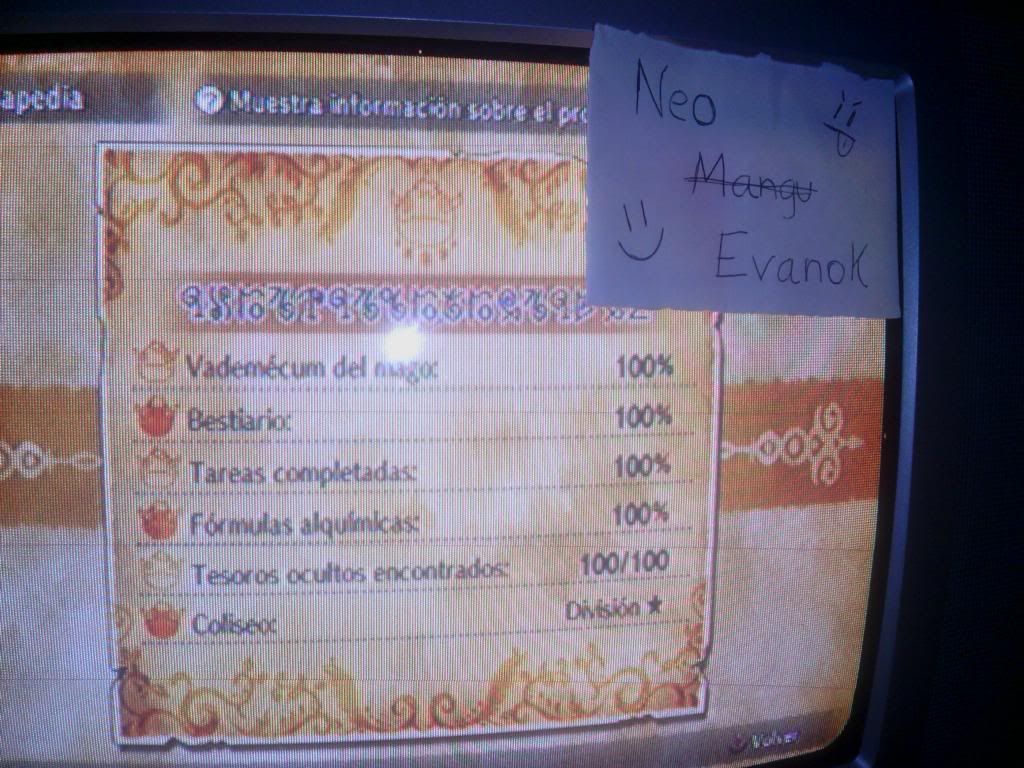 apedia
Muestra información sobre el pro
Neo
Mangu
Evanok
Vademécum del mago: 100%
Bestiario: 100%
Tareas completadas: 100%
Fórmulas alquímicas: 100%
Tesoros ocultos encontrados: 100/100
Coliseo: División ★
Volver